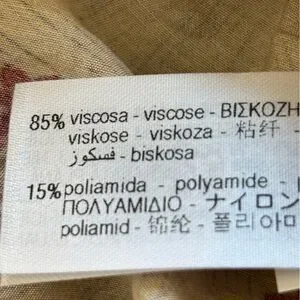 85% viscosa - viscose - ΒΙΣΚΟΖΗ
viskose - viskoza - 粘纤 -
فسكوز - biskosa
15% poliamida - polyamide -
ΠΟΛΥΑΜΙΔΙΟ - ナイロン
poliamid - 锦纶 - 폴리아미